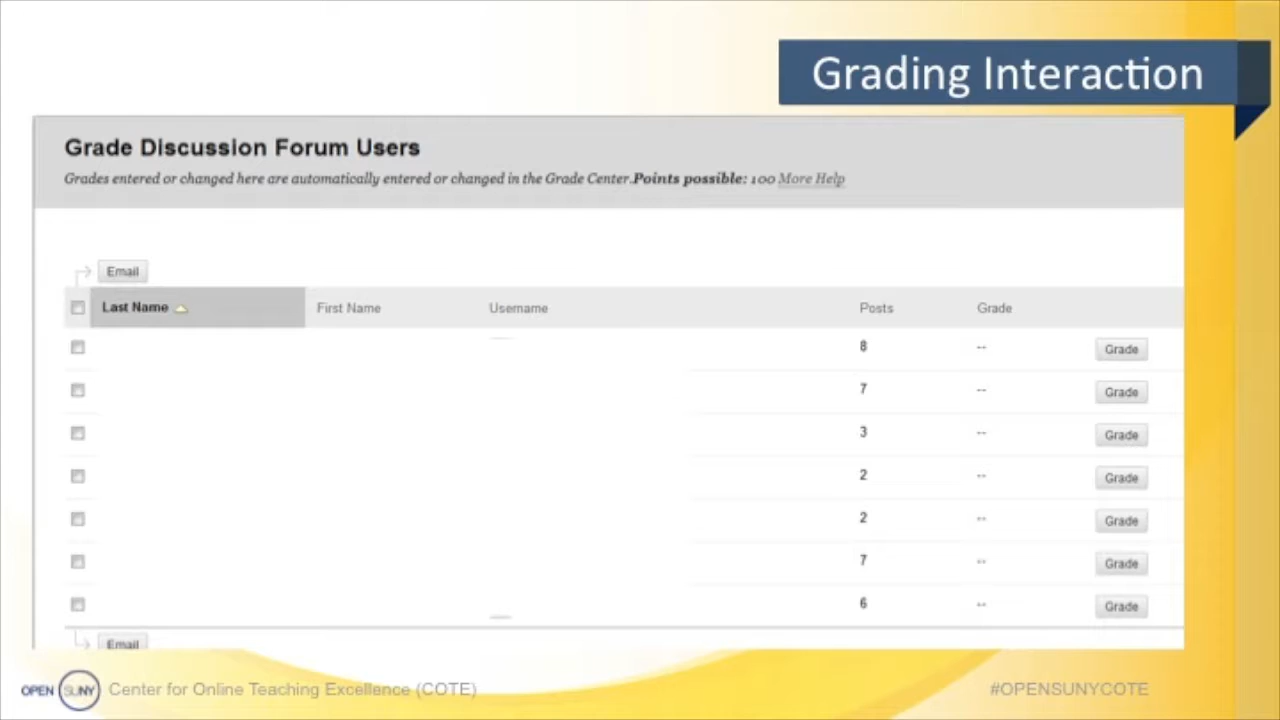 Grading Interaction
Grade Discussion Forum Users
Grades entered or changed here are automatically entered or changed in the Grade Center.Points possible: 100 More Help
Email
Last Name First Name Username Posts Grade
8 -- Grade
7 -- Grade
3 -- Grade
2 -- Grade
2 -- Grade
7 -- Grade
6 -- Grade
Email
OPEN SUNY Center for Online Teaching Excellence (COTE) #OPENSUNYCOTE